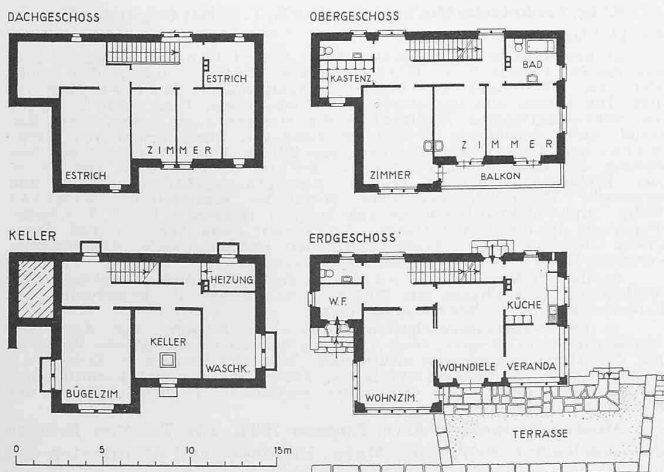 DACHGESCHOSS
ESTRICH
ZIMMER
ESTRICH
OBERGESCHOSS
KASTENZ.
BAD
ZIMMER
ZIMMER
BALKON
KELLER
HEIZUNG
KELLER
WASCHK.
BÜGELZIM.
0 5 10 15m
ERDGESCHOSS
W.F.
KÜCHE
WOHNDIELE
VERANDA
WOHNZIM.
TERRASSE